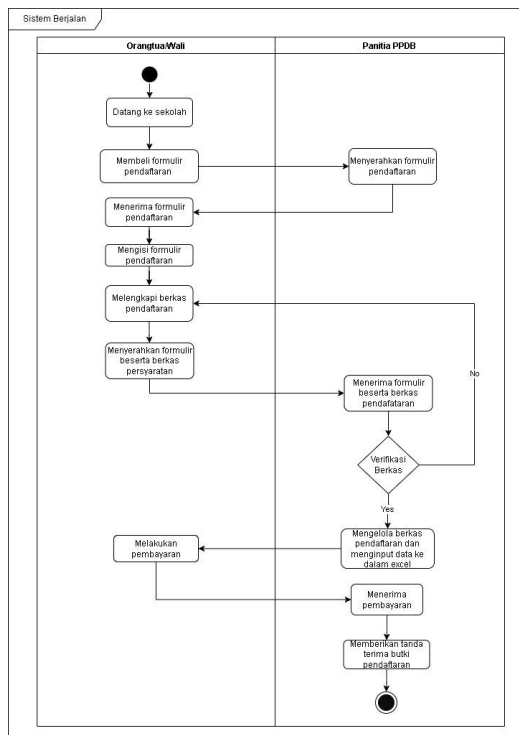 Sistem Berjalan
Orangtua/Wali
Panitia PPDB
Datang ke sekolah
Membeli formulir
pendaftaran
Menyerahkan formulir
pendaftaran
Menerima formulir
pendaftaran
Mengisi formulir
pendaftaran
Melengkapi berkas
pendaftaran
Menyerahkan formulir
beserta berkas
persyaratan
No
Menerima formulir
beserta berkas
pendafataran
Verifikasi
Berkas
Yes
Mengelola berkas
pendaftaran dan
menginput data ke
dalam excel
Melakukan
pembayaran
Menerima
pembayaran
Memberikan tanda
terima butki
pendaftaran